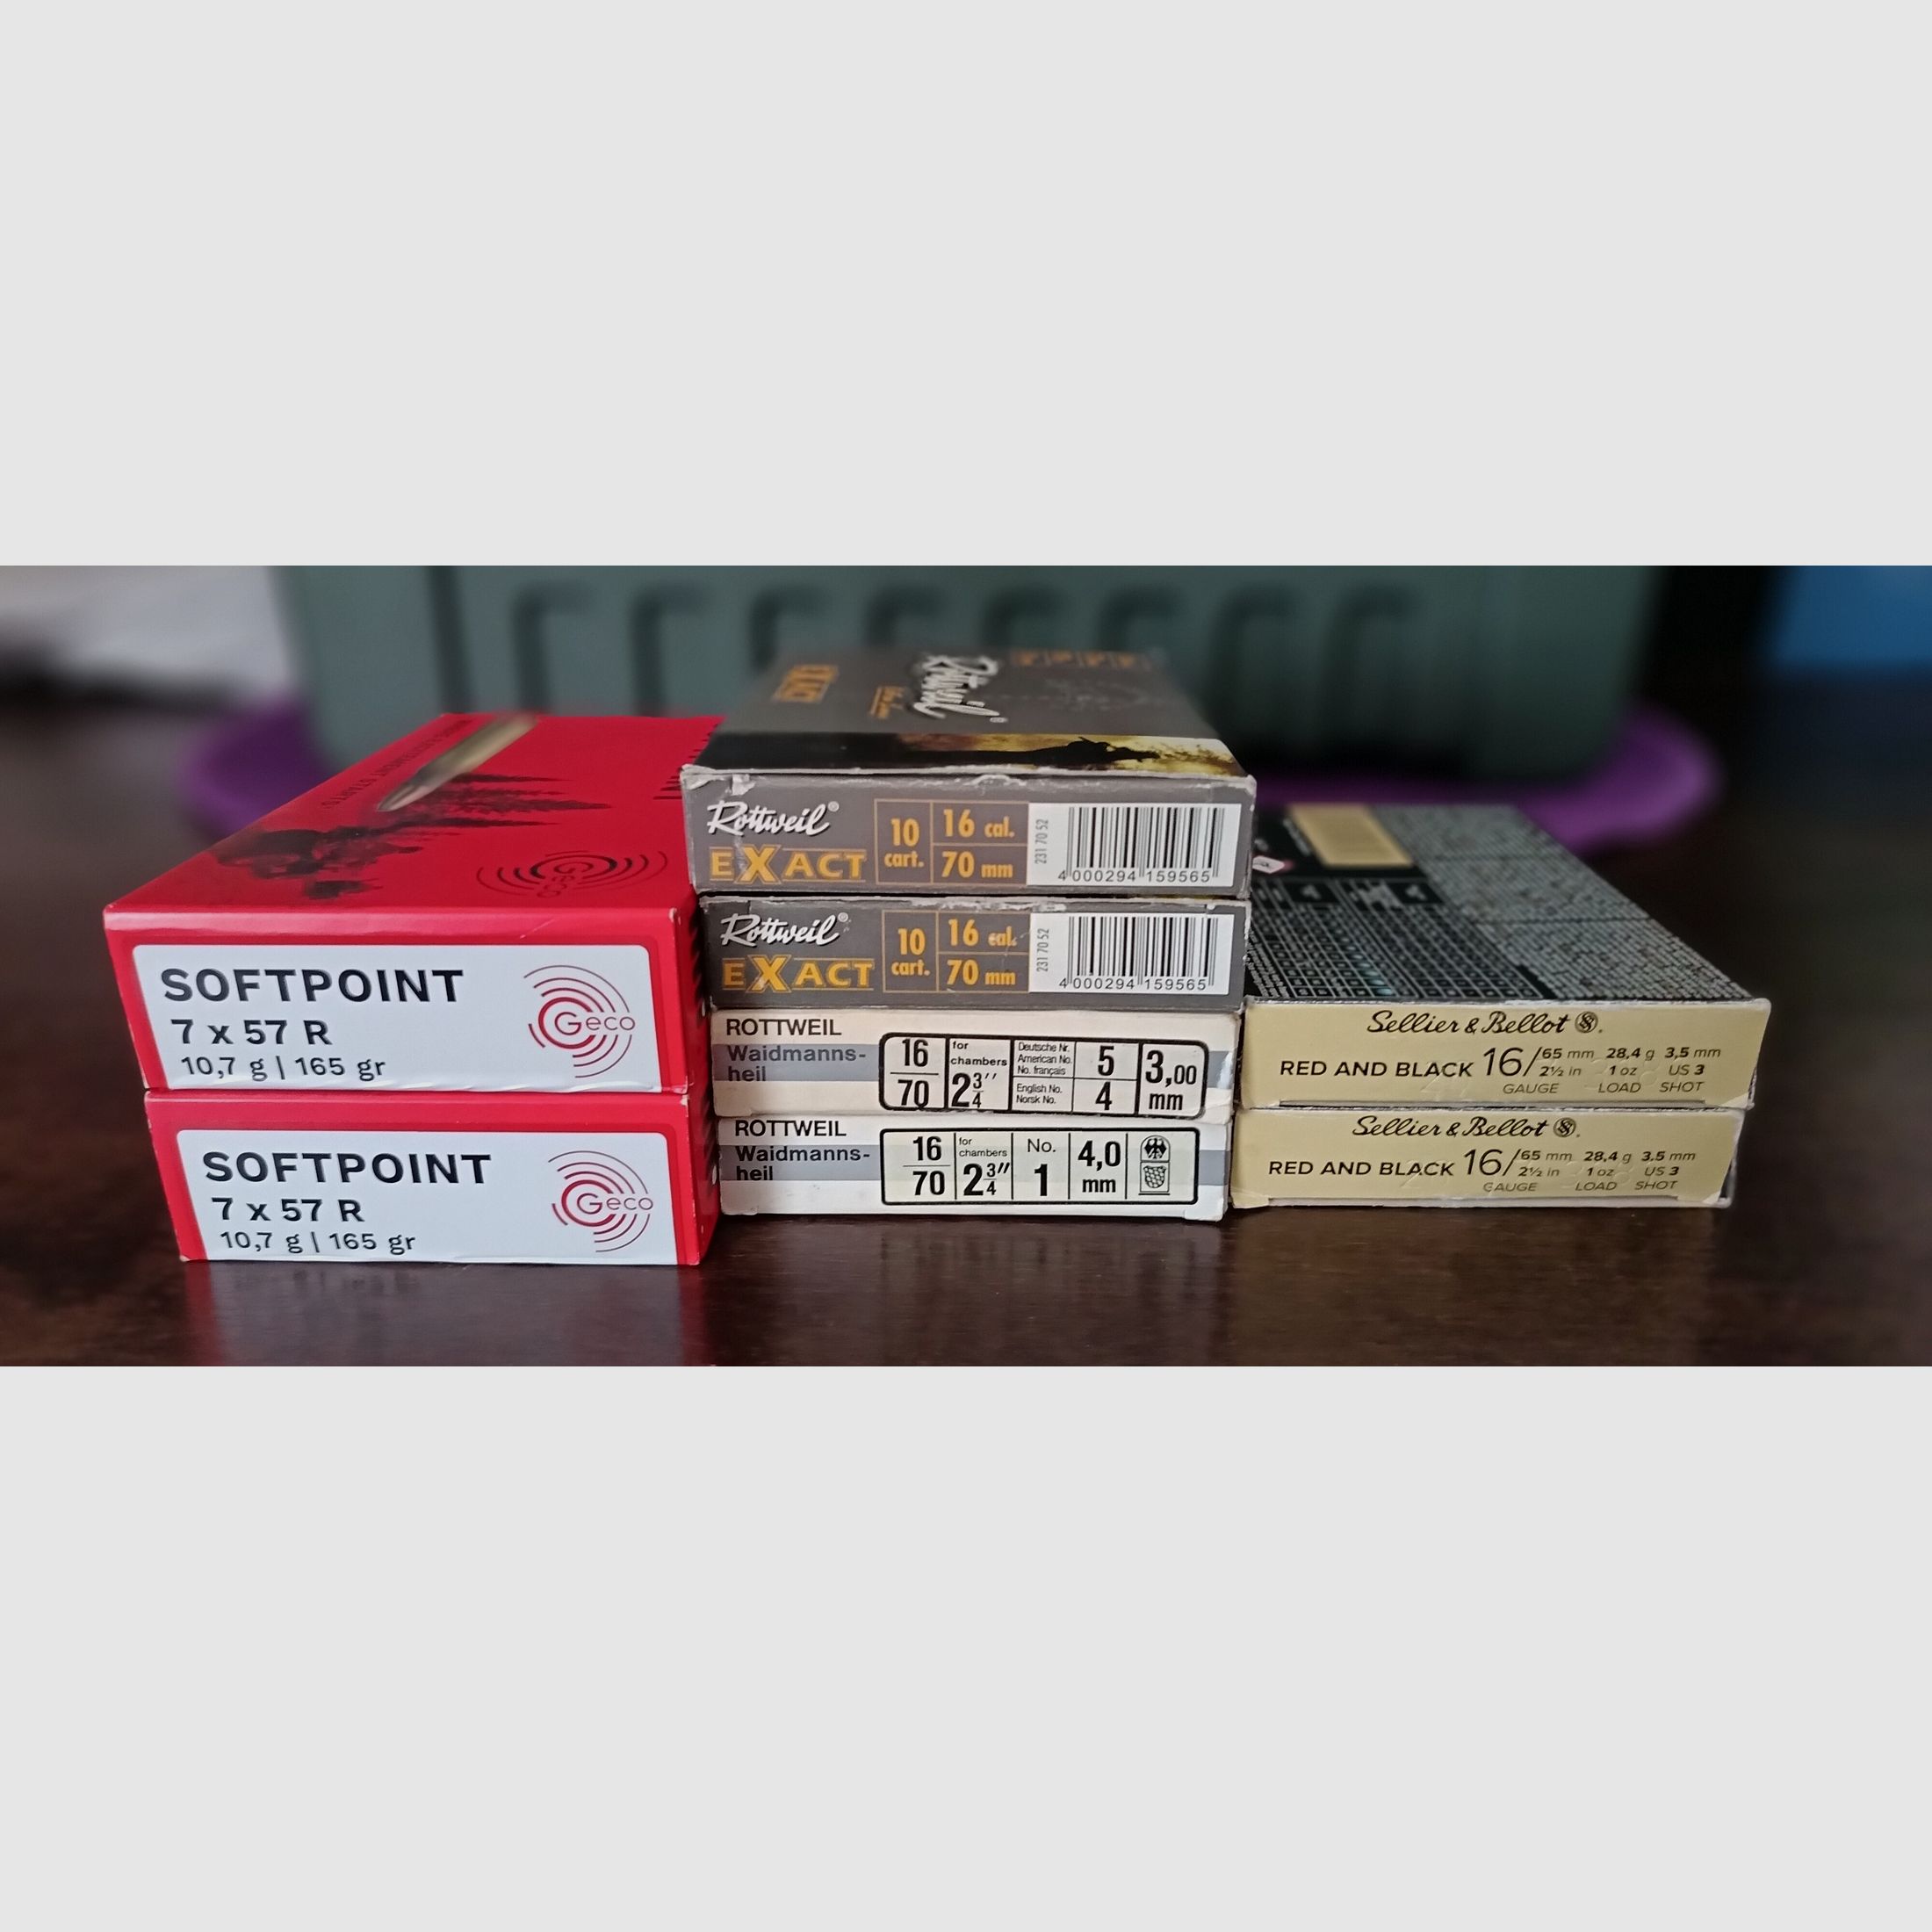 SOFTPOINT
7 x 57 R
10,7 g | 165 gr
Geco
SOFTPOINT
7 x 57 R
10,7 g | 165 gr
Geco
Rottweil®
EXACT
Rottweil®
EXACT
10 cart.
16 cal.
70 mm
231 70 52
4 000294 159565
Rottweil®
EXACT
10 cart.
16 cal.
70 mm
231 70 52
4 000294 159565
ROTTWEIL
Waidmanns-
heil
16
70
for
chambers
2 3/4"
Deutsche Nr.
American No.
No. français
5
English No.
Norsk No.
4
3,00
mm
ROTTWEIL
Waidmanns-
heil
16
70
for
chambers
2 3/4"
No.
1
4,0
mm
Sellier & Bellot
RED AND BLACK 16/65 mm 28,4 g 3,5 mm
2½ in 1 oz US 3
GAUGE LOAD SHOT
Sellier & Bellot
RED AND BLACK 16/65 mm 28,4 g 3.5 mm
2½ in 1 oz US 3
GAUGE LOAD SHOT